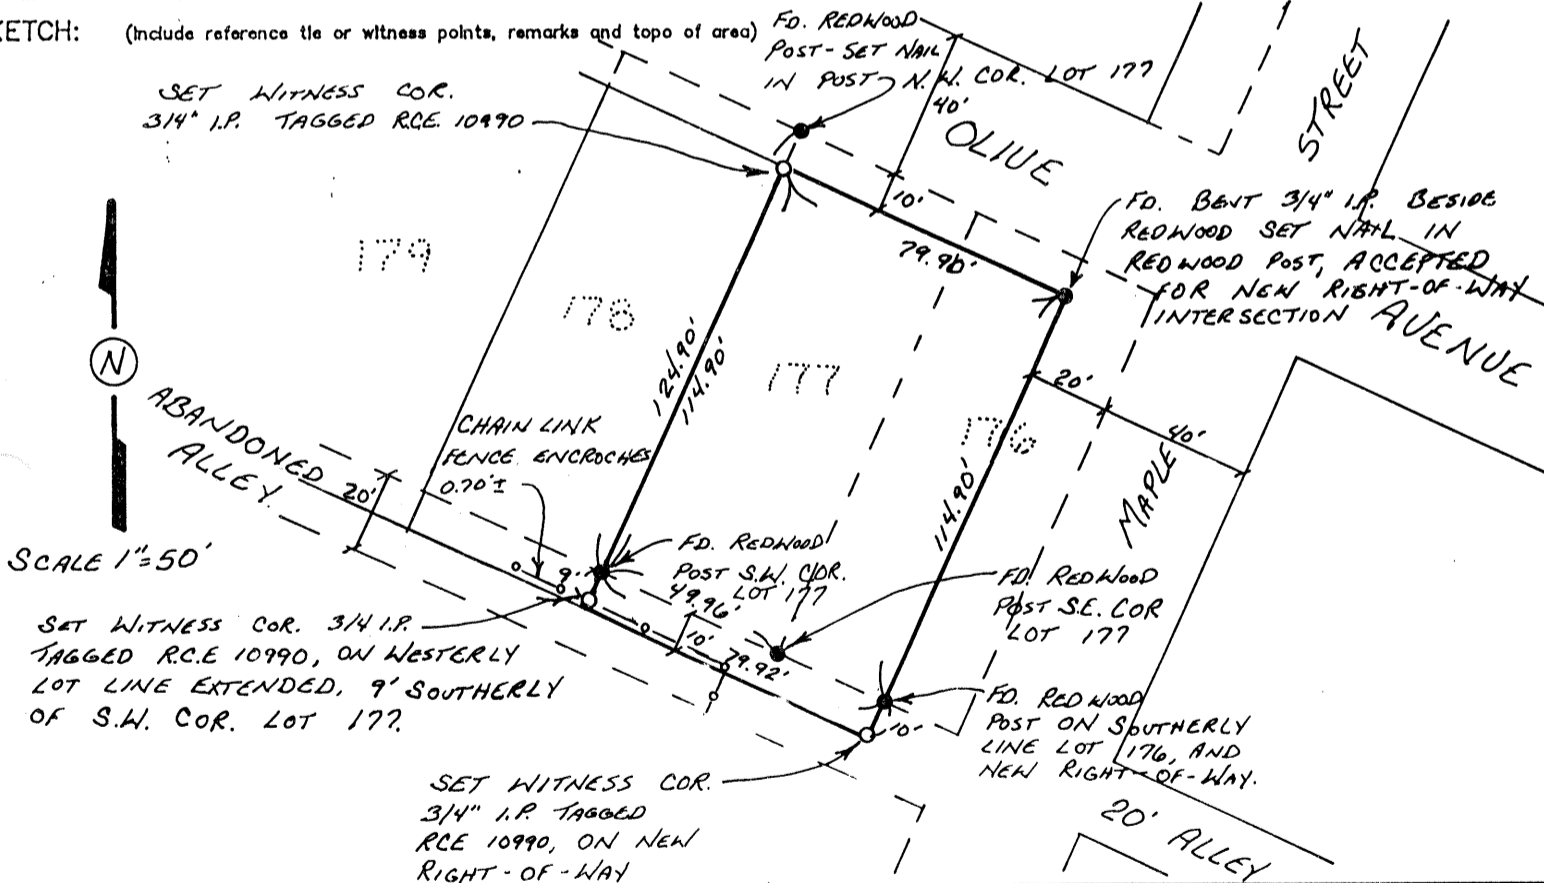 ETCH: (Include reference tie or witness points, remarks and topo of area)
FD. REDWOOD
POST-SET NAIL
IN POST N.W. COR. LOT 177
SET WITNESS COR.
3/4" I.P. TAGGED RCE. 10990
40'
OLIVE
STREET
10'
79.90'
FD. BENT 3/4" I.P. BESIDE
REDWOOD SET NAIL IN
REDWOOD POST, ACCEPTED
FOR NEW RIGHT-OF-WAY
INTERSECTION
AVENUE
179
178
177
176
N
124.90'
114.90'
114.90'
20'
40'
MAPLE
ABANDONED
ALLEY
20'
CHAIN LINK
FENCE ENCROCHES
0.70'±
SCALE 1"=50'
9'
FD. REDWOOD
POST S.W. COR.
LOT 177
49.96'
10'
79.92'
FD. REDWOOD
POST S.E. COR
LOT 177
SET WITNESS COR. 3/4 I.P.
TAGGED R.C.E 10990, ON WESTERLY
LOT LINE EXTENDED, 9' SOUTHERLY
OF S.W. COR. LOT 177.
10'
FD. REDWOOD
POST ON SOUTHERLY
LINE LOT 176, AND
NEW RIGHT-OF-WAY.
SET WITNESS COR.
3/4" I.P. TAGGED
RCE 10990, ON NEW
RIGHT-OF-WAY
20' ALLEY